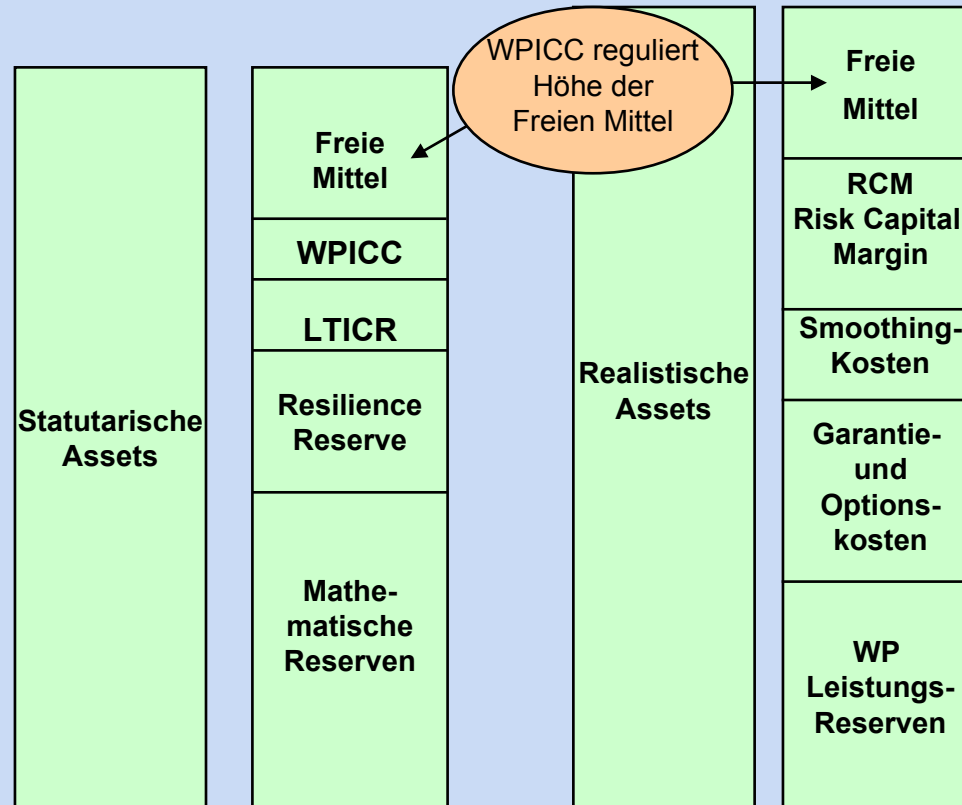 Statutarische
Assets
Freie
Mittel
WPICC
LTICR
Resilience
Reserve
Mathe-
matische
Reserven
WPICC reguliert
Höhe der
Freien Mittel
Realistische
Assets
Freie
Mittel
RCM
Risk Capital
Margin
Smoothing-
Kosten
Garantie-
und
Options-
kosten
WP
Leistungs-
Reserven